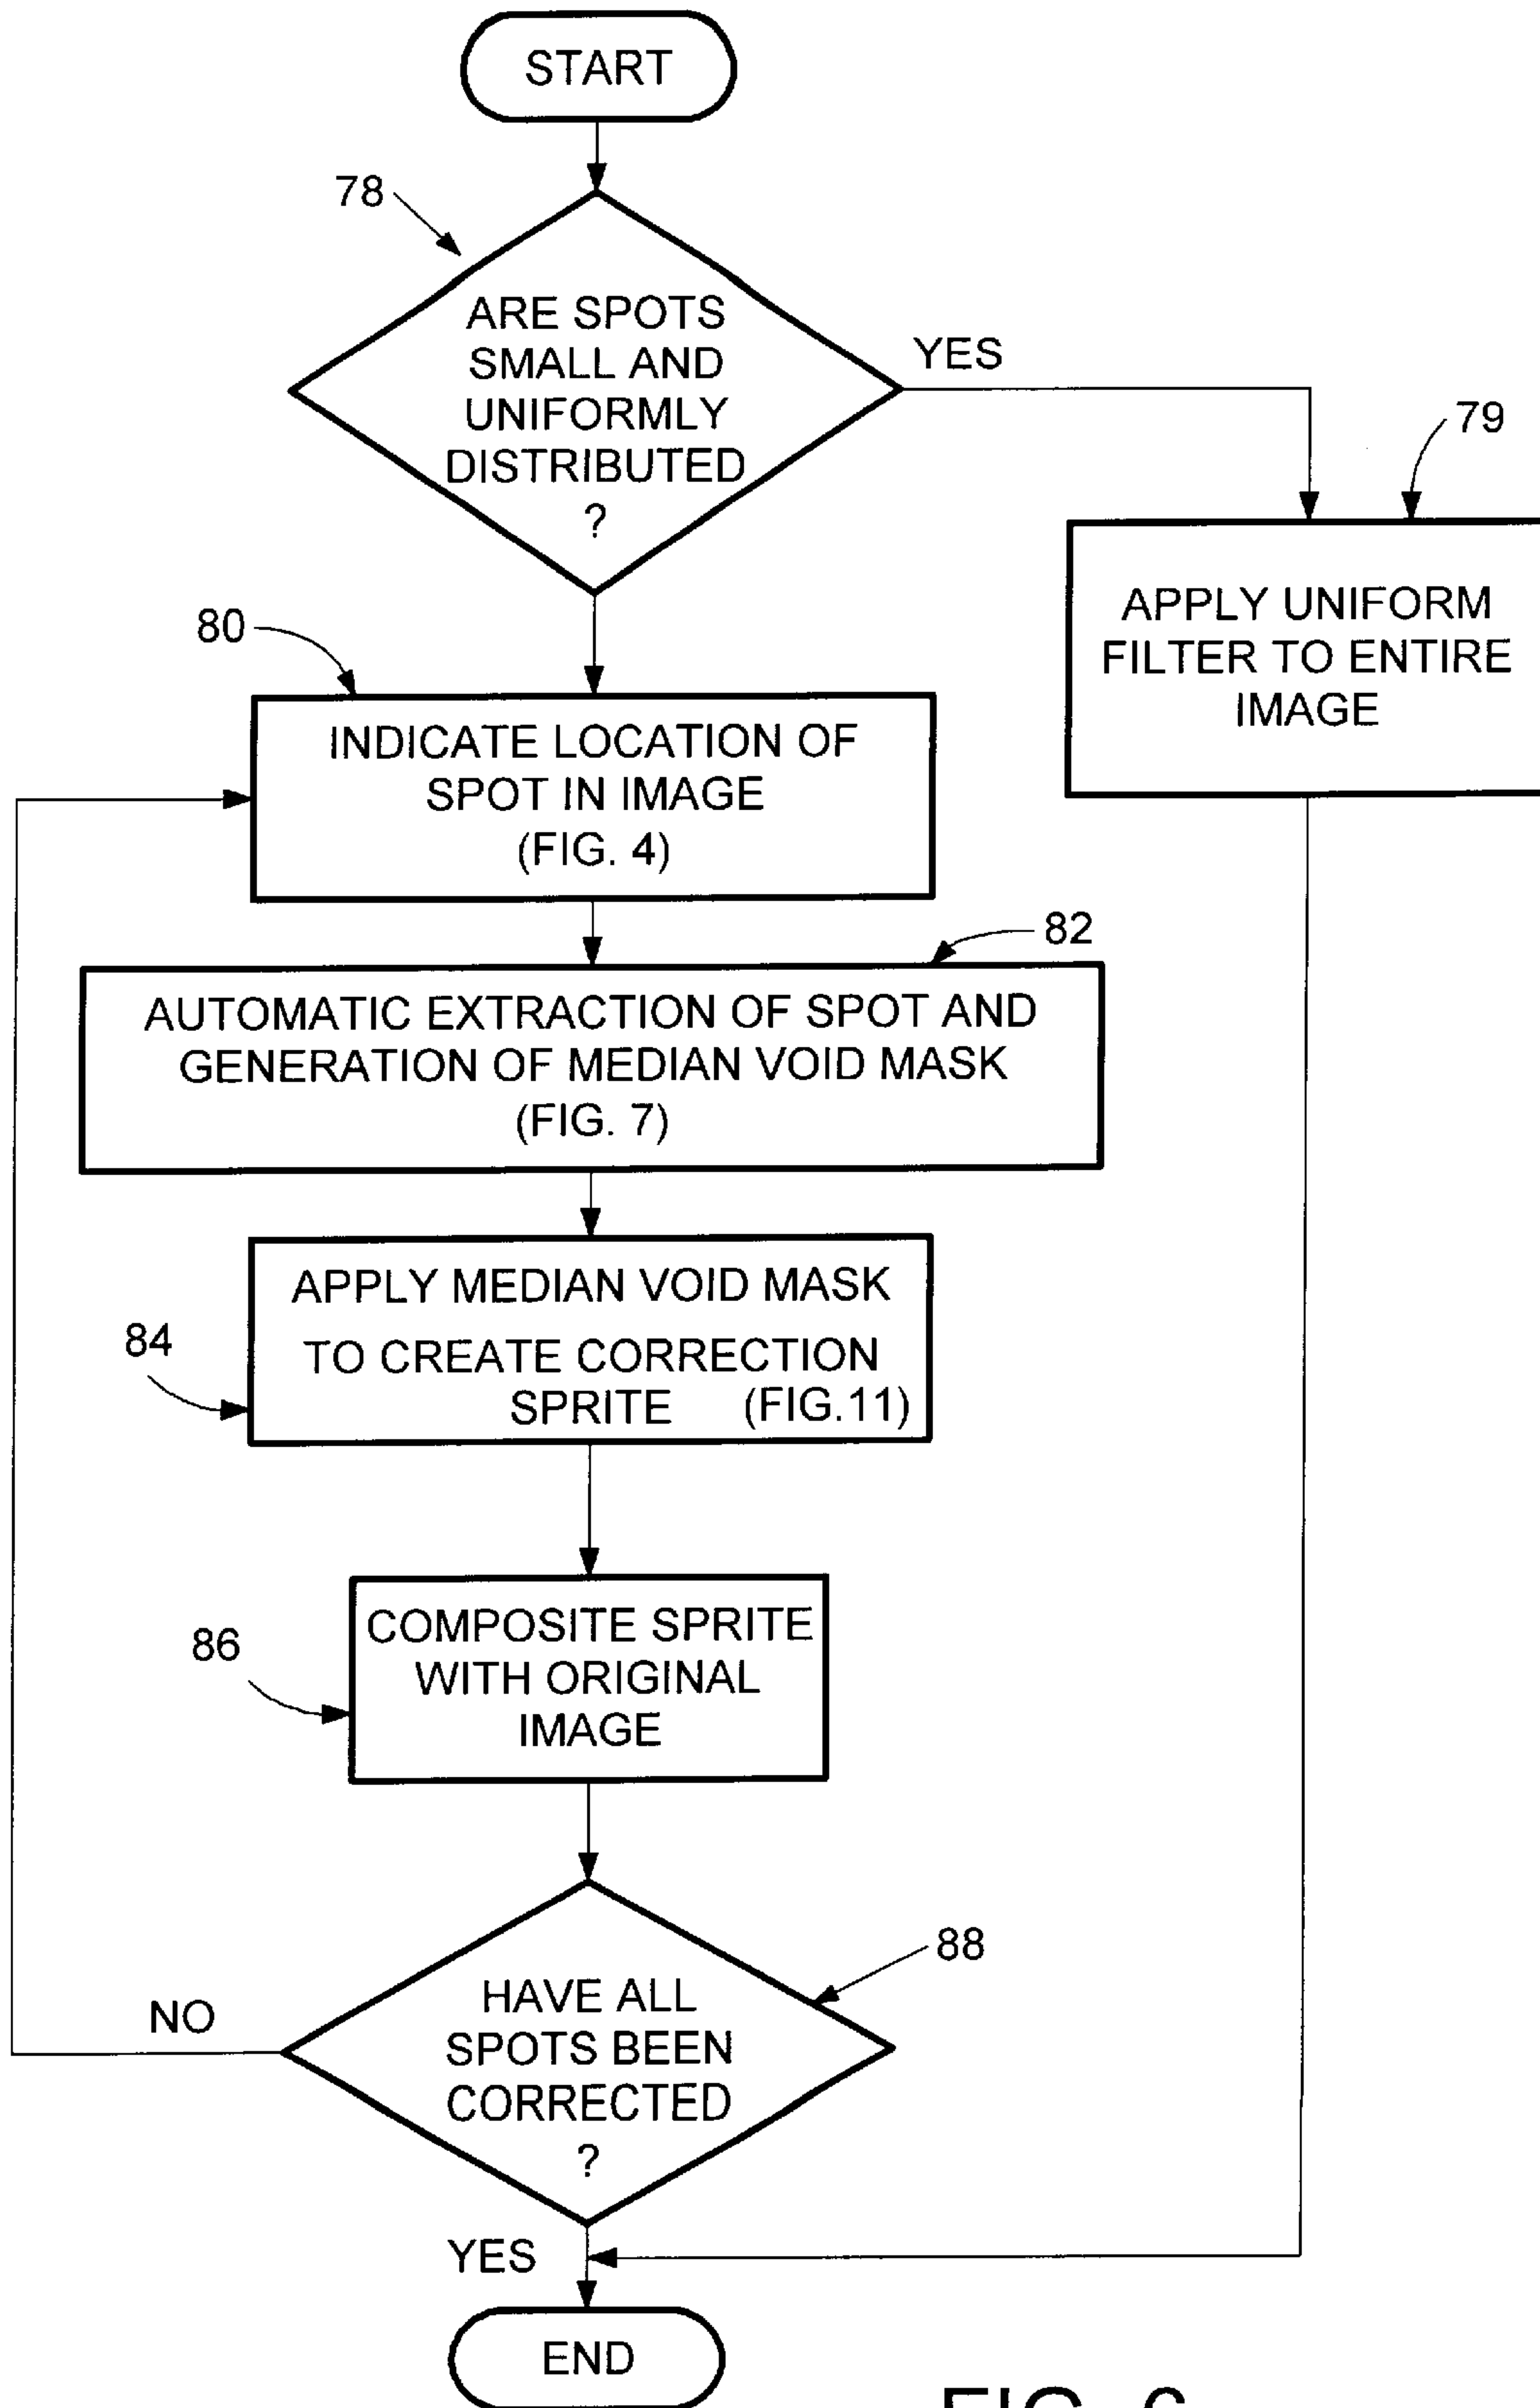 START
78
ARE SPOTS
SMALL AND
UNIFORMLY
DISTRIBUTED
?
YES
79
APPLY UNIFORM
FILTER TO ENTIRE
IMAGE
80
INDICATE LOCATION OF
SPOT IN IMAGE
(FIG. 4)
82
AUTOMATIC EXTRACTION OF SPOT AND
GENERATION OF MEDIAN VOID MASK
(FIG. 7)
84
APPLY MEDIAN VOID MASK
TO CREATE CORRECTION
SPRITE (FIG.11)
86
COMPOSITE SPRITE
WITH ORIGINAL
IMAGE
88
HAVE ALL
SPOTS BEEN
CORRECTED
?
NO
YES
END
FIG. 6